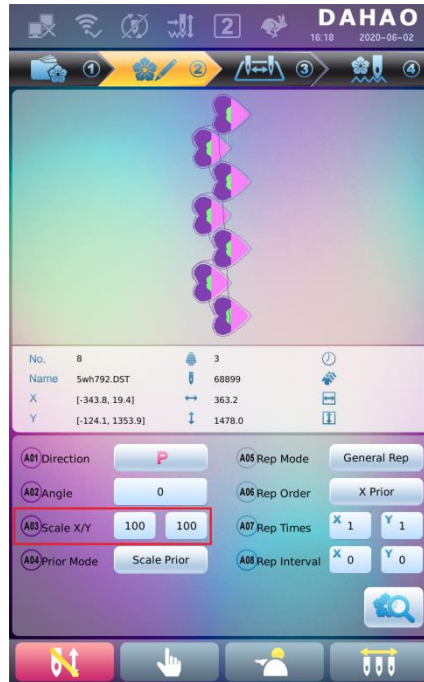 DAHAO
2
16:18 2020-06-02
1 2 3 4
No. 8 3
Name 5wh792.DST 68899
X [-343.8, 19.4] 363.2
Y [-124.1, 1353.9] 1478.0
A01 Direction P A05 Rep Mode General Rep
A02 Angle 0 A06 Rep Order X Prior
A03 Scale X/Y 100 100 A07 Rep Times X 1 Y 1
A04 Prior Mode Scale Prior A08 Rep Interval X 0 Y 0